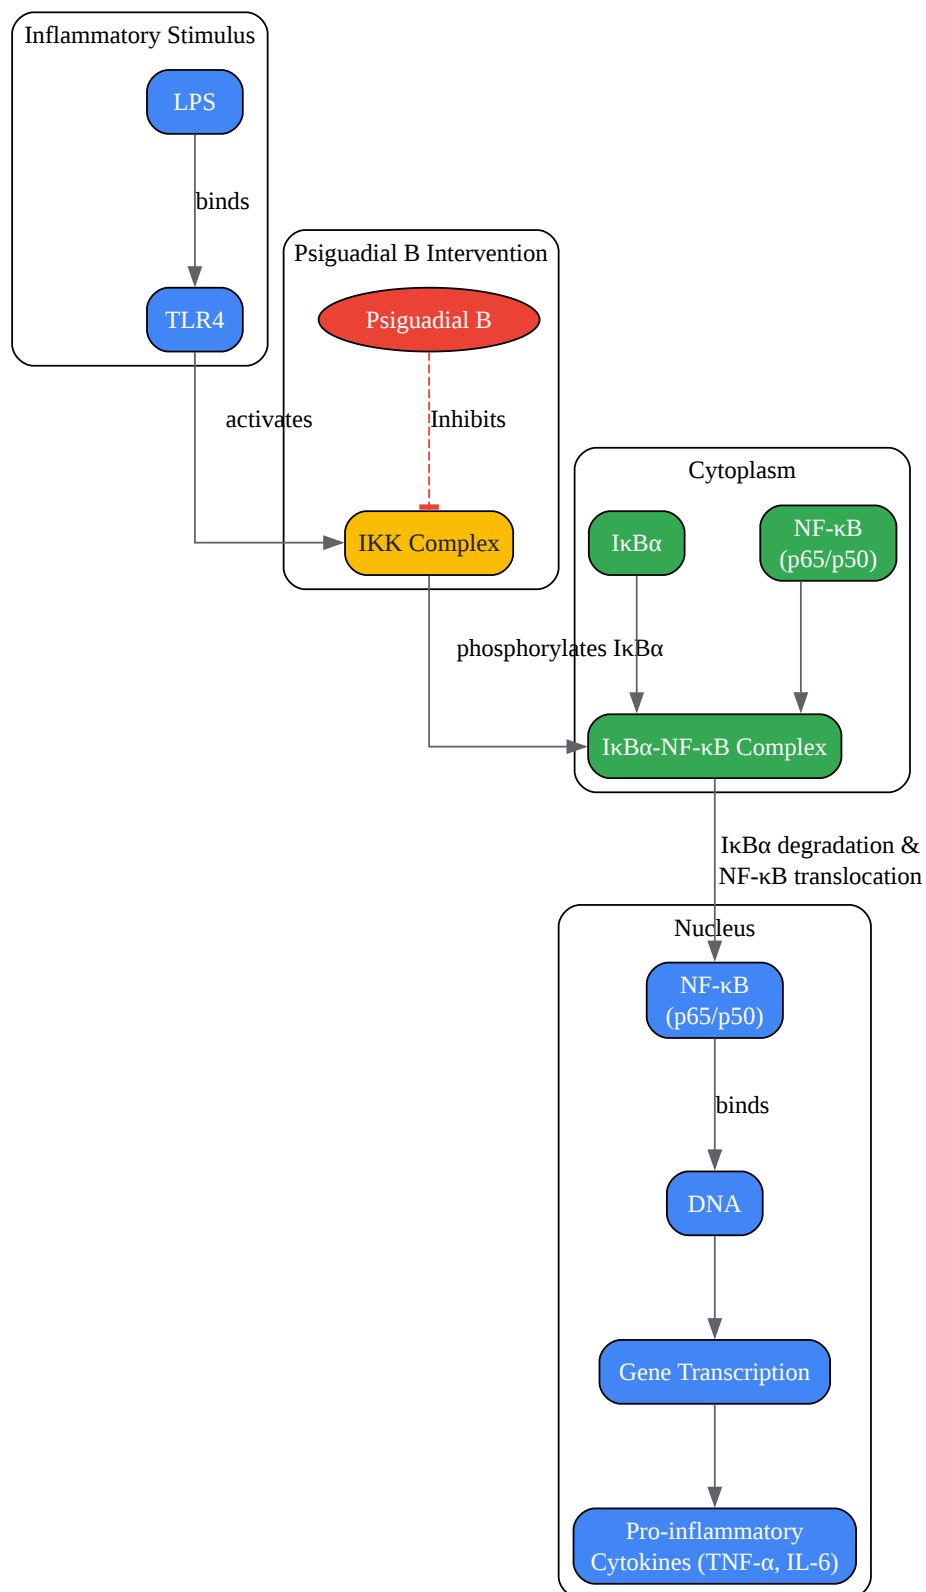 Inflammatory Stimulus
LPS
binds
TLR4
activates
Psiguadial B Intervention
Psiguadial B
Inhibits
IKK Complex
phosphorylates IκBα
Cytoplasm
IκBα
NF-κB
(p65/p50)
IκBα-NF-κB Complex
IκBα degradation &
NF-κB translocation
Nucleus
NF-κB
(p65/p50)
binds
DNA
Gene Transcription
Pro-inflammatory
Cytokines (TNF-α, IL-6)